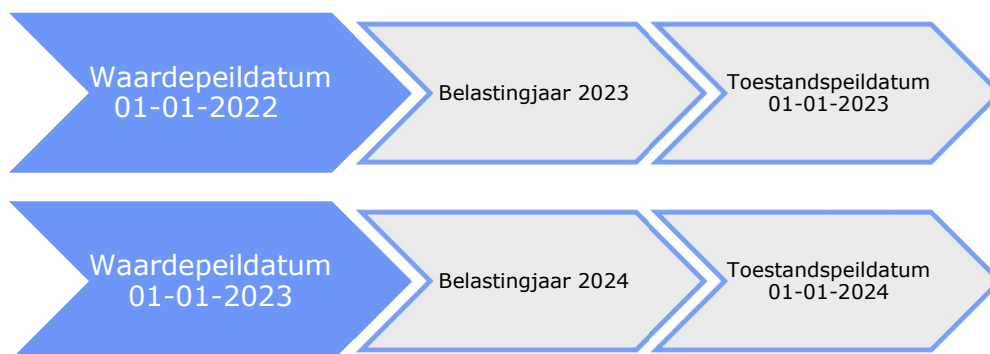 Waardepeildatum
01-01-2022
Belastingjaar 2023
Toestandspeildatum
01-01-2023
Waardepeildatum
01-01-2023
Belastingjaar 2024
Toestandspeildatum
01-01-2024